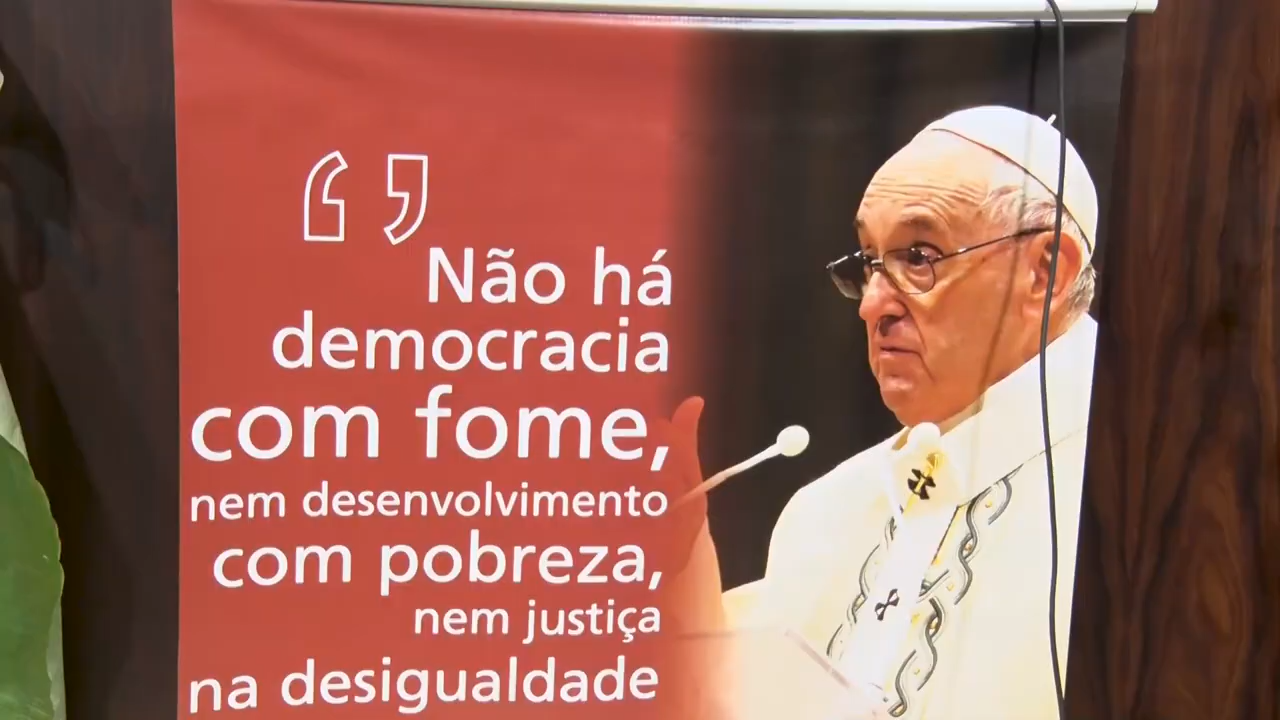 Não há
democracia
com fome,
nem desenvolvimento
com pobreza,
nem justiça
na desigualdade